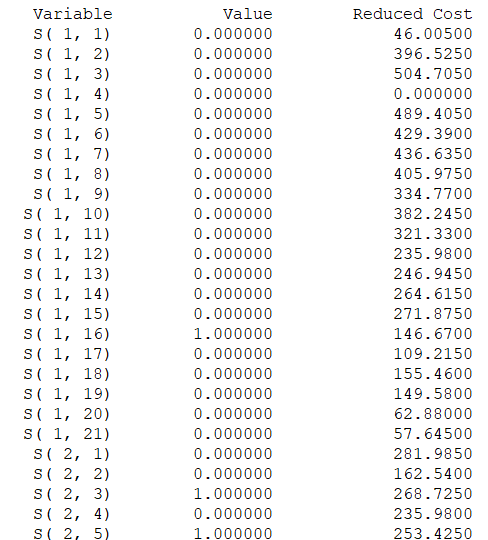 Variable Value Reduced Cost
S( 1, 1) 0.000000 46.00500
S( 1, 2) 0.000000 396.5250
S( 1, 3) 0.000000 504.7050
S( 1, 4) 0.000000 0.000000
S( 1, 5) 0.000000 489.4050
S( 1, 6) 0.000000 429.3900
S( 1, 7) 0.000000 436.6350
S( 1, 8) 0.000000 405.9750
S( 1, 9) 0.000000 334.7700
S( 1, 10) 0.000000 382.2450
S( 1, 11) 0.000000 321.3300
S( 1, 12) 0.000000 235.9800
S( 1, 13) 0.000000 246.9450
S( 1, 14) 0.000000 264.6150
S( 1, 15) 0.000000 271.8750
S( 1, 16) 1.000000 146.6700
S( 1, 17) 0.000000 109.2150
S( 1, 18) 0.000000 155.4600
S( 1, 19) 0.000000 149.5800
S( 1, 20) 0.000000 62.88000
S( 1, 21) 0.000000 57.64500
S( 2, 1) 0.000000 281.9850
S( 2, 2) 0.000000 162.5400
S( 2, 3) 1.000000 268.7250
S( 2, 4) 0.000000 235.9800
S( 2, 5) 1.000000 253.4250